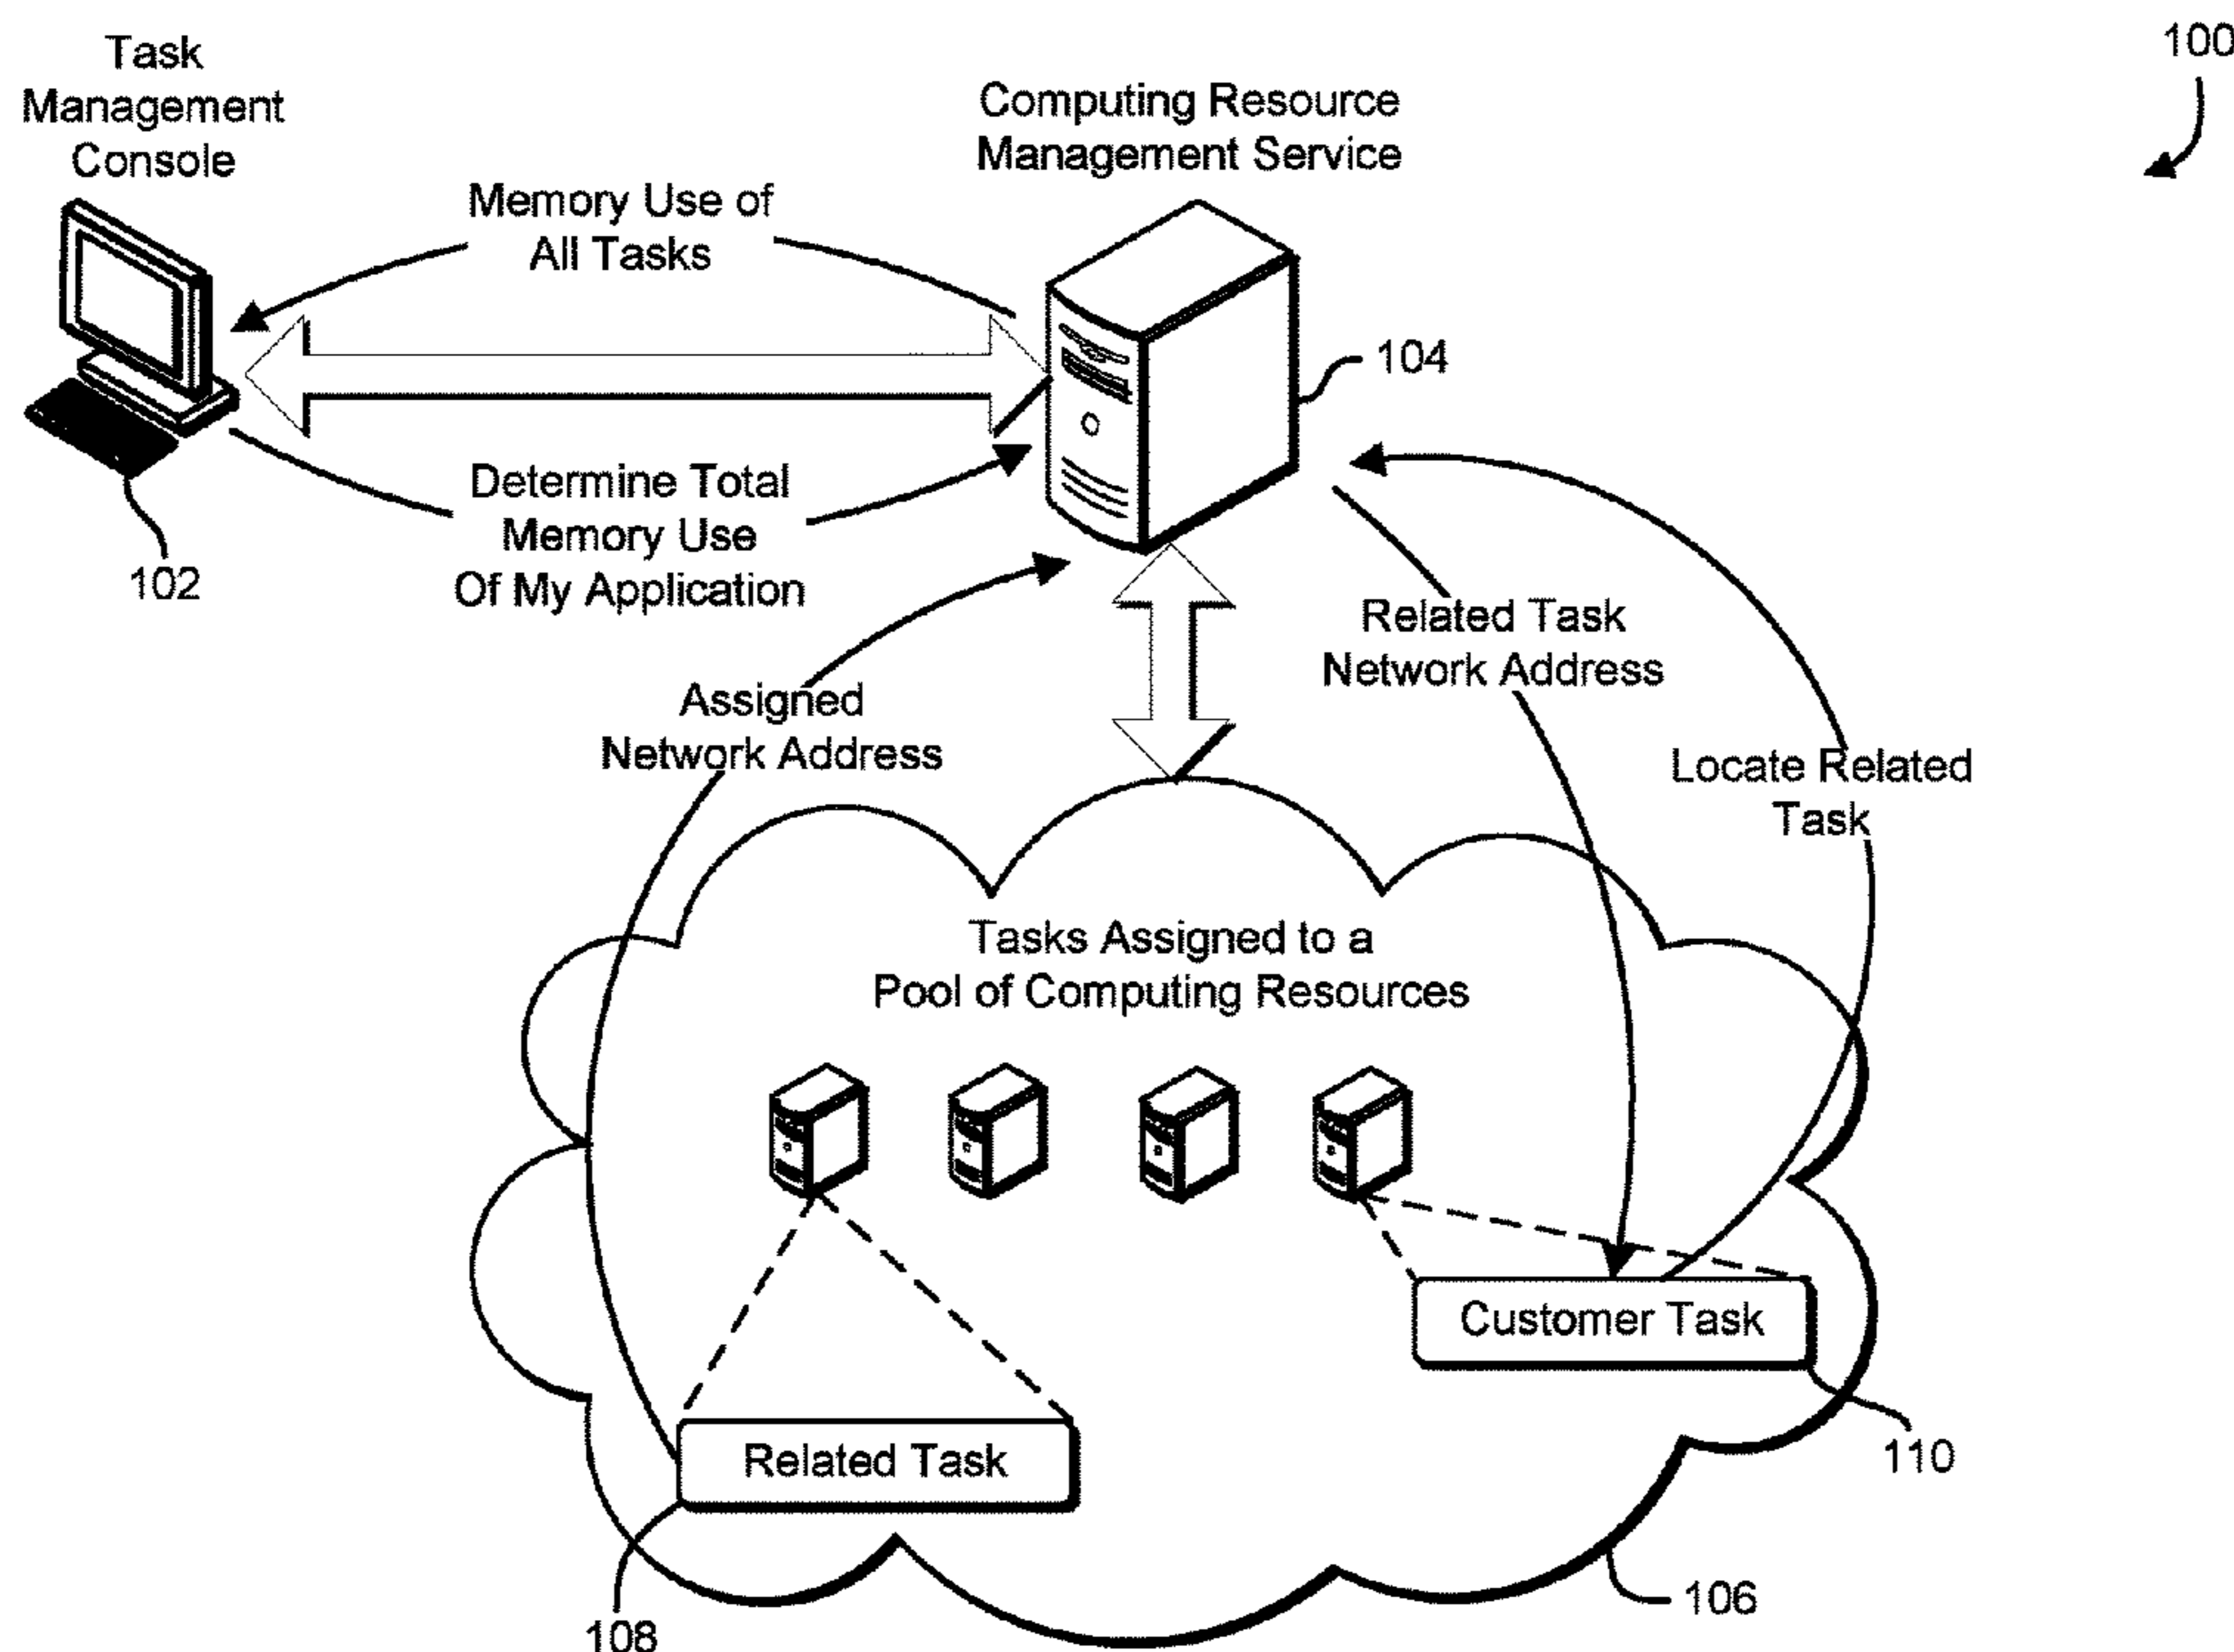 100
Task
Management
Console
Computing Resource
Management Service
Memory Use of
All Tasks
104
Determine Total
Memory Use
Of My Application
102
Related Task
Network Address
Assigned
Network Address
Locate Related
Task
Tasks Assigned to a
Pool of Computing Resources
Customer Task
110
Related Task
106
108